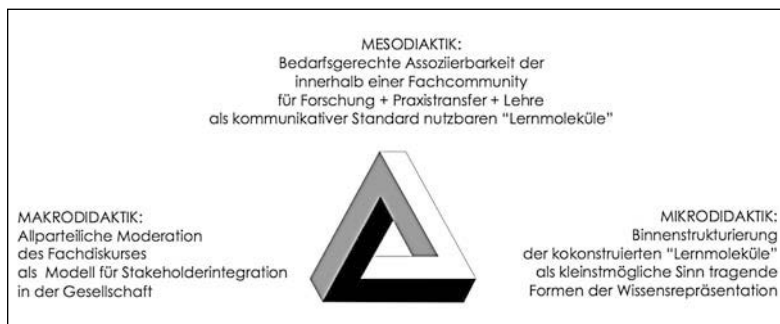 MESODIAKTIK:
Bedarfsgerechte Assoziierbarkeit der
innerhalb einer Fachcommunity
für Forschung + Praxistransfer + Lehre
als kommunikativer Standard nutzbaren “Lernmoleküle”
MAKRODIDAKTIK:
Allparteiliche Moderation
des Fachdiskurses
als Modell für Stakeholderintegration
in der Gesellschaft
MIKRODIDAKTIK:
Binnenstrukturierung
der kokonstruierten “Lernmoleküle”
als kleinstmögliche Sinn tragende
Formen der Wissensrepräsentation